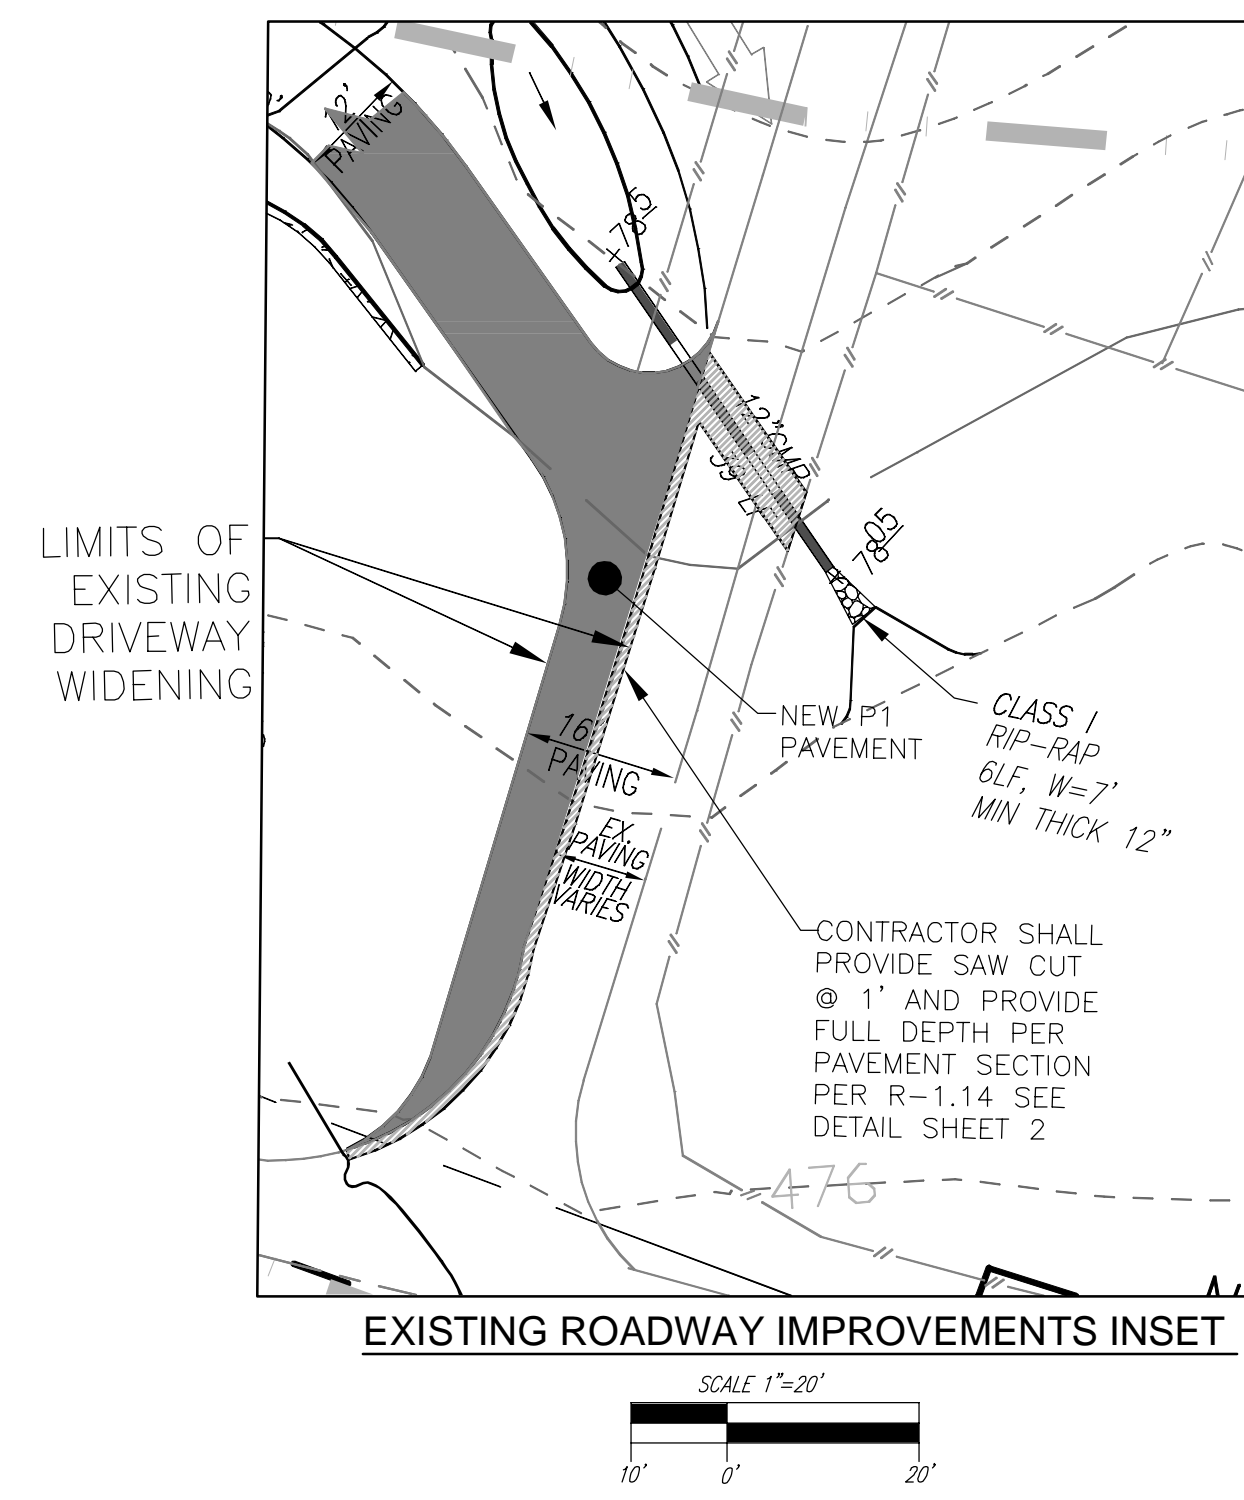 12'
PAVING
78 5
12"CMP
39 LF
78 05
LIMITS OF
EXISTING
DRIVEWAY
WIDENING
NEW P1
PAVEMENT
CLASS I
RIP-RAP
6LF, W=7'
MIN THICK 12"
16
PAVING
EX.
PAVING
WIDTH
VARIES
CONTRACTOR SHALL
PROVIDE SAW CUT
@ 1' AND PROVIDE
FULL DEPTH PER
PAVEMENT SECTION
PER R-1.14 SEE
DETAIL SHEET 2
476
EXISTING ROADWAY IMPROVEMENTS INSET
SCALE 1"=20'
10' 0' 20'